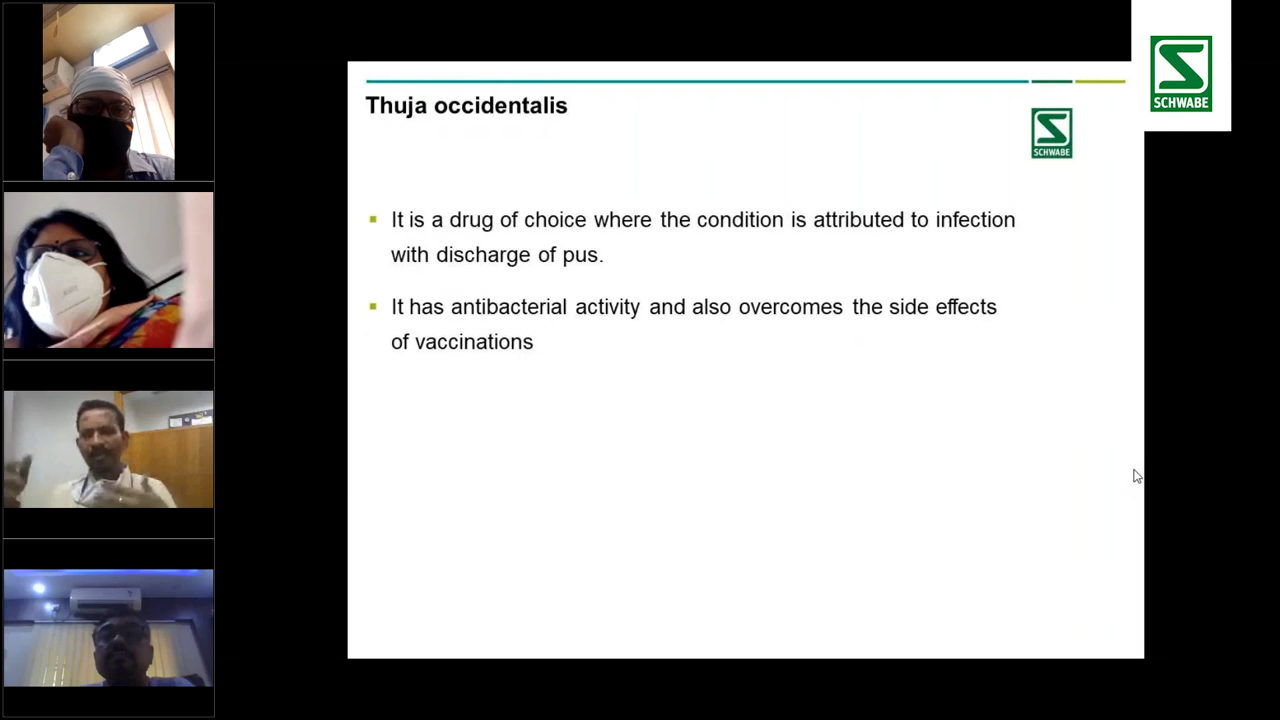 Thuja occidentalis
SCHWABE
SCHWABE
It is a drug of choice where the condition is attributed to infection
with discharge of pus.
It has antibacterial activity and also overcomes the side effects
of vaccinations